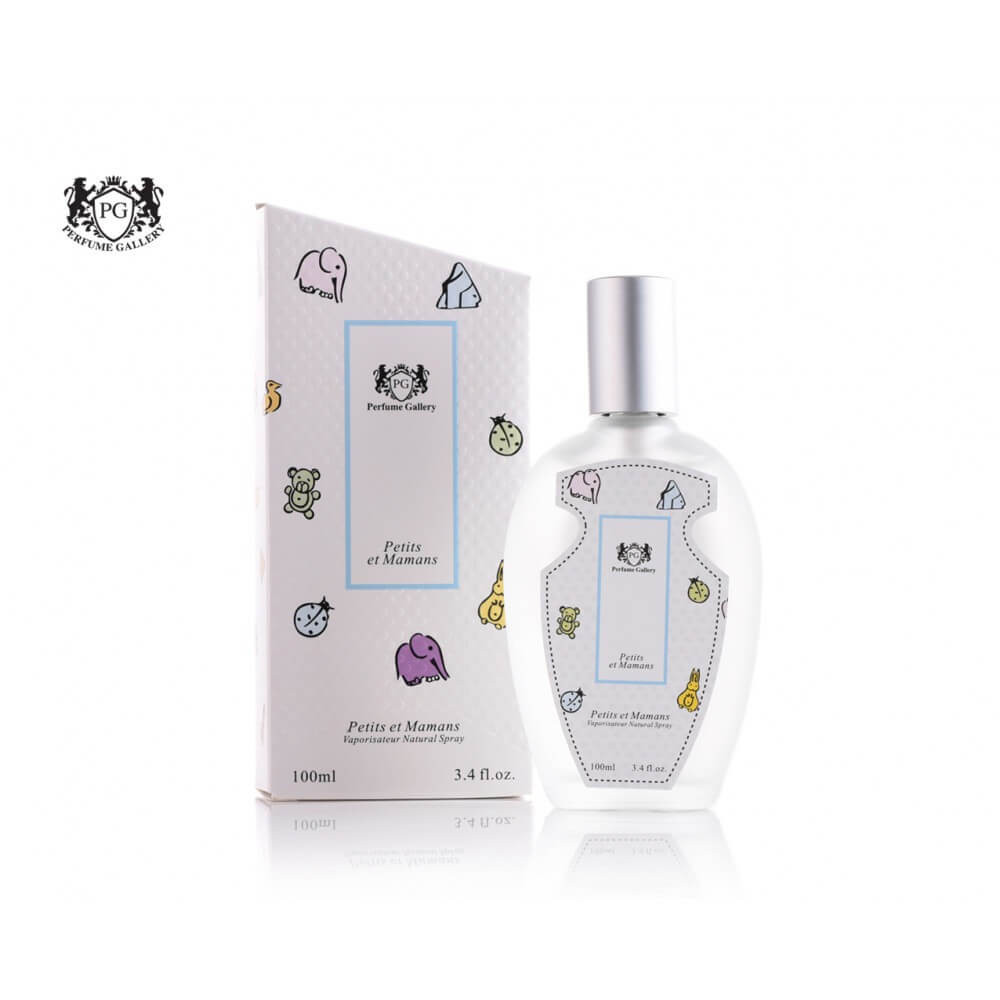 PG
PERFUME GALLERY
PG
Perfume Gallery
Petits
et Mamans
Petits et Mamans
Vaporisateur Natural Spray
100ml 3.4 fl.oz.
PG
Perfume Gallery
Petits
et Mamans
Petits et Mamans
Vaporisateur Natural Spray
100ml 3.4 fl.oz.